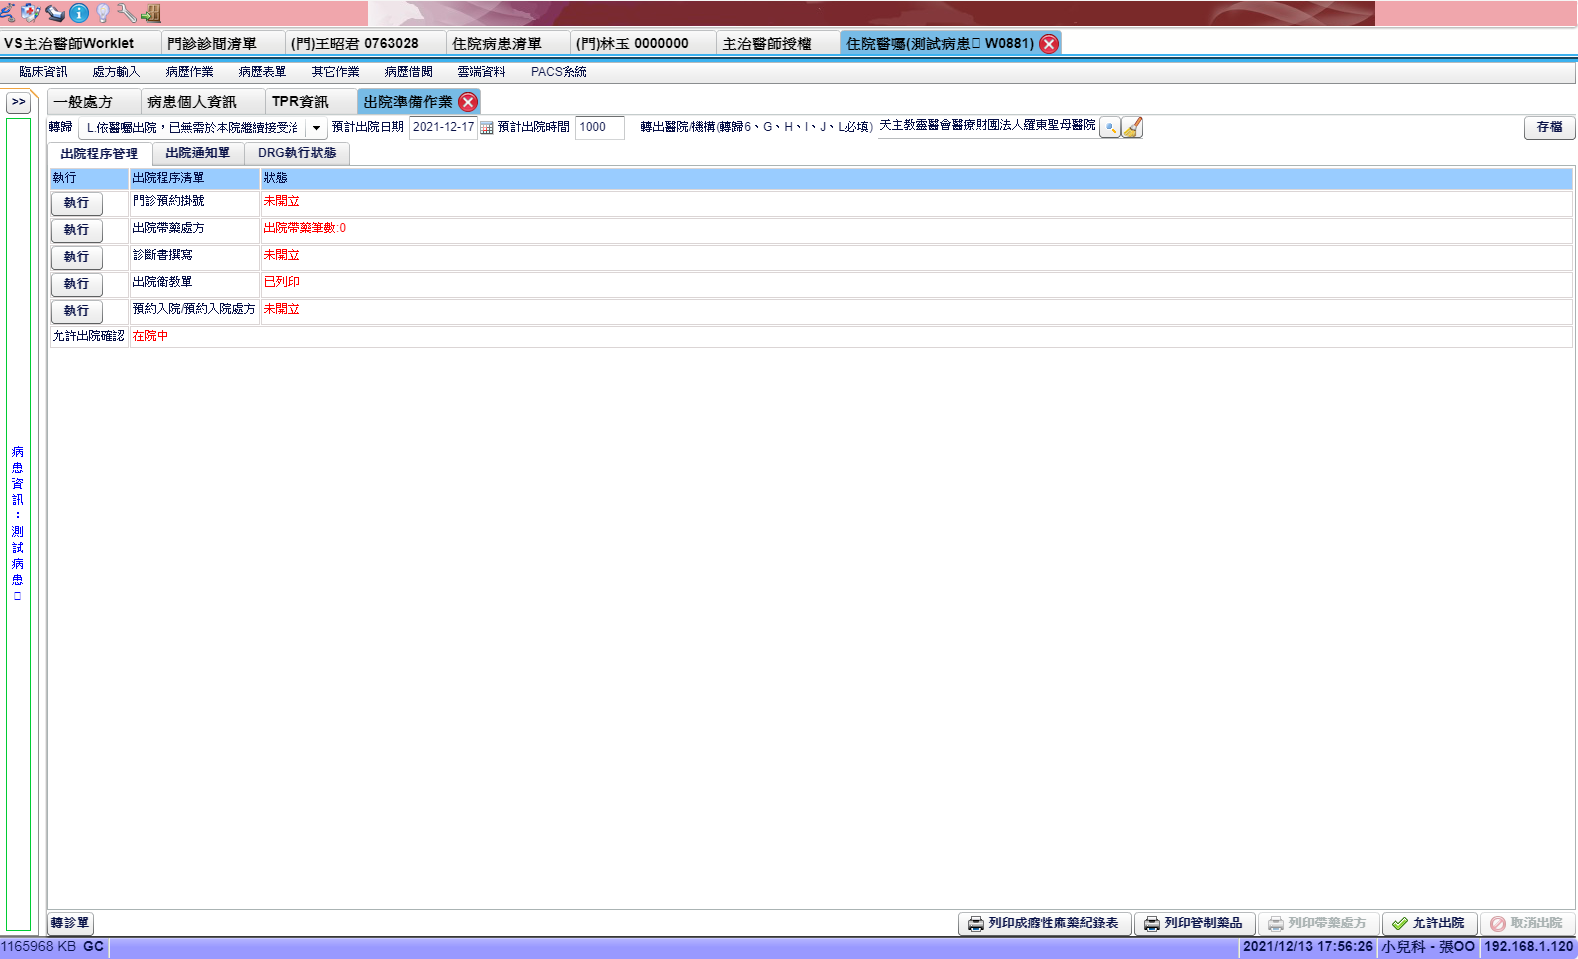 VS主治醫師Worklet 門診診間清單 (門)王昭君 0763028 住院病患清單 (門)林玉 0000000 主治醫師授權 住院醫囑(測試病患□ W0881)
臨床資訊 處方輸入 病歷作業 病歷表單 其它作業 病歷借閱 雲端資料 PACS系統
>> 一般處方 病患個人資訊 TPR資訊 出院準備作業
轉歸 L.依醫囑出院，已無需於本院繼續接受治 預計出院日期 2021-12-17 預計出院時間 1000 轉出醫院/機構(轉歸6、G、H、I、J、L必填) 天主教靈醫會醫療財團法人羅東聖母醫院 存檔
出院程序管理 出院通知單 DRG執行狀態
執行 出院程序清單 狀態
執行 門診預約掛號 未開立
執行 出院帶藥處方 出院帶藥筆數:0
執行 診斷書撰寫 未開立
執行 出院衛教單 已列印
執行 預約入院/預約入院處方 未開立
允許出院確認 在院中
病患資訊：測試病患□
轉診單 列印成癮性麻藥紀錄表 列印管制藥品 列印帶藥處方 允許出院 取消出院
1165968 KB GC 2021/12/13 17:56:26 小兒科 - 張OO 192.168.1.120